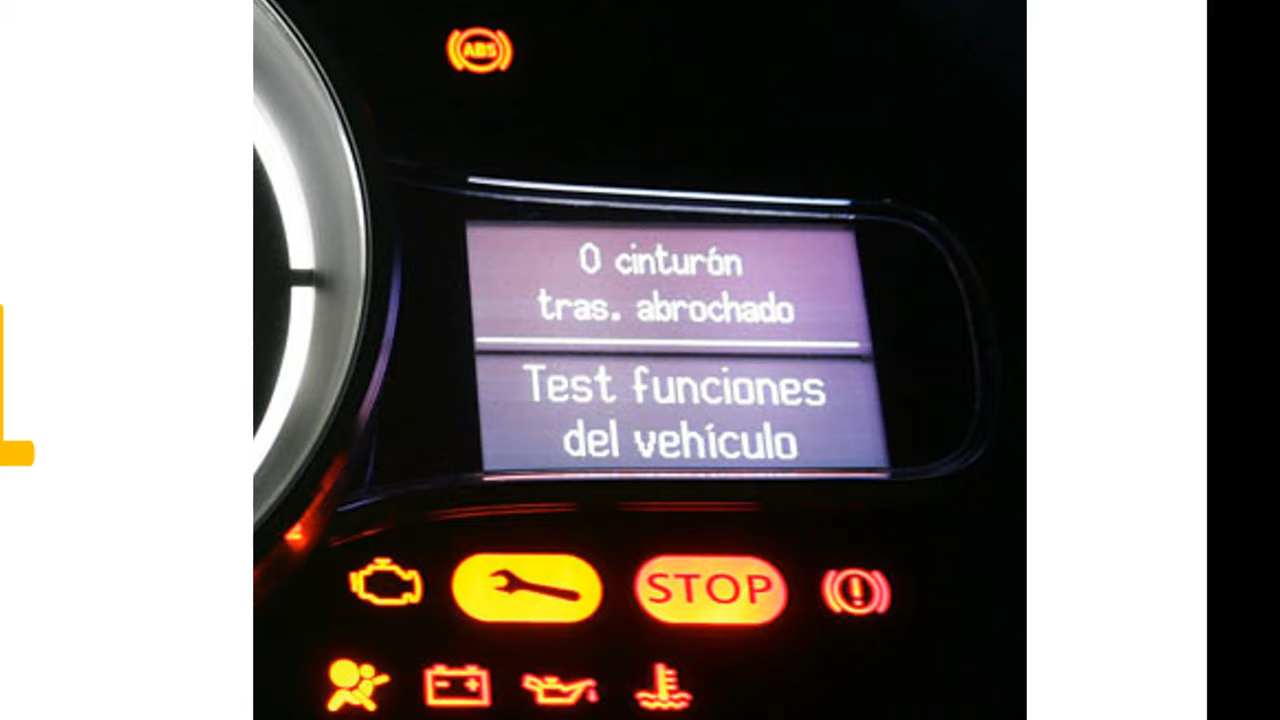 ABS
0 cinturón
tras. abrochado
Test funciones
del vehículo
STOP